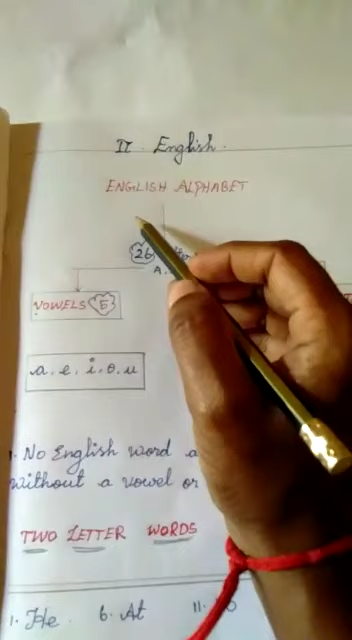 II. English.
ENGLISH ALPHABET
26
A.
VOWELS 5
a, e, i, o, u
No English word a
without a vowel or
TWO LETTER WORDS
1. He. 6. At 11.